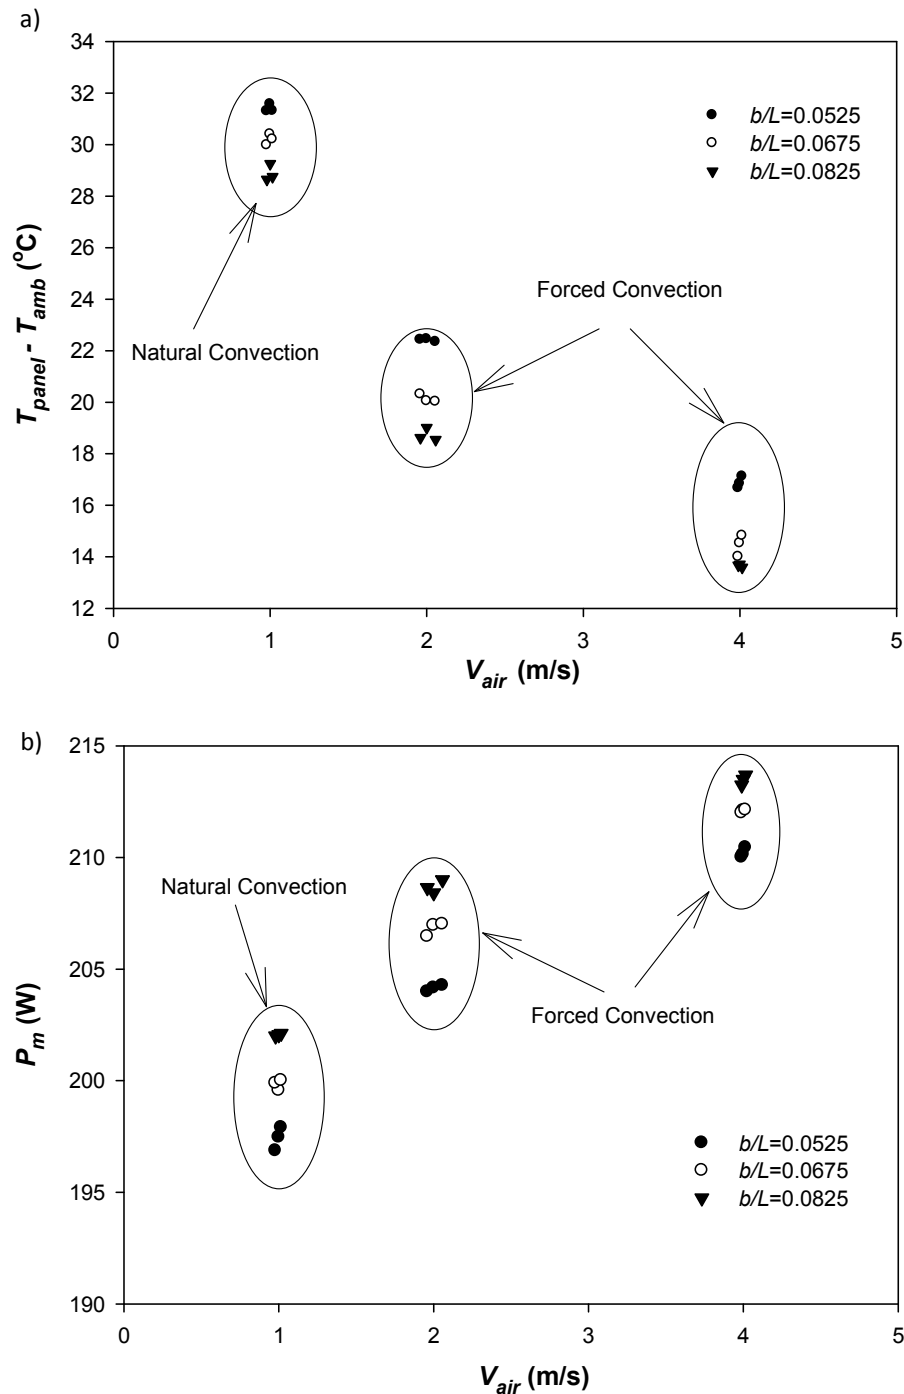 a)
34
32
30
28
26
24
22
20
18
16
14
12
T_panel - T_amb (°C)
b/L=0.0525
b/L=0.0675
b/L=0.0825
Forced Convection
Natural Convection
0
1
2
3
4
5
V_air (m/s)
b)
215
210
205
200
195
190
P_m (W)
Natural Convection
Forced Convection
b/L=0.0525
b/L=0.0675
b/L=0.0825
0
1
2
3
4
5
V_air (m/s)